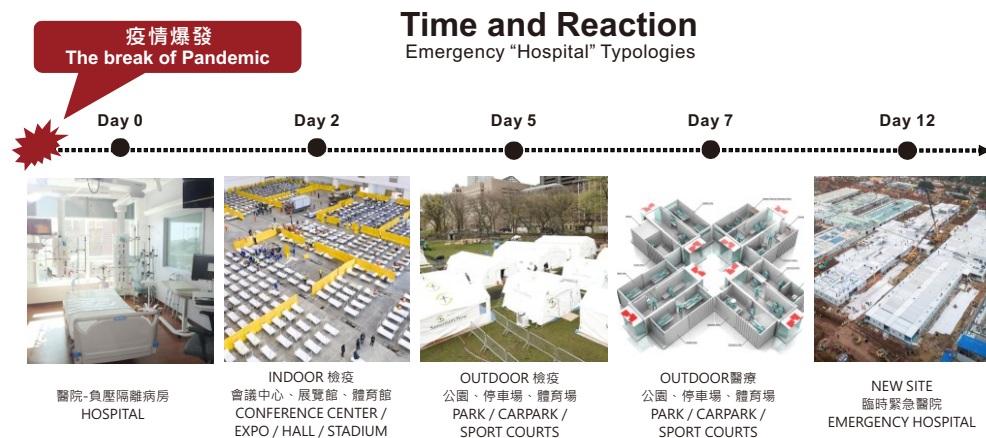 Time and Reaction
Emergency “Hospital” Typologies
疫情爆發
The break of Pandemic
Day 0
Day 2
Day 5
Day 7
Day 12
醫院-負壓隔離病房
HOSPITAL
INDOOR 檢疫
會議中心、展覽館、體育館
CONFERENCE CENTER /
EXPO / HALL / STADIUM
OUTDOOR 檢疫
公園、停車場、體育場
PARK / CARPARK /
SPORT COURTS
OUTDOOR醫療
公園、停車場、體育場
PARK / CARPARK /
SPORT COURTS
NEW SITE
臨時緊急醫院
EMERGENCY HOSPITAL